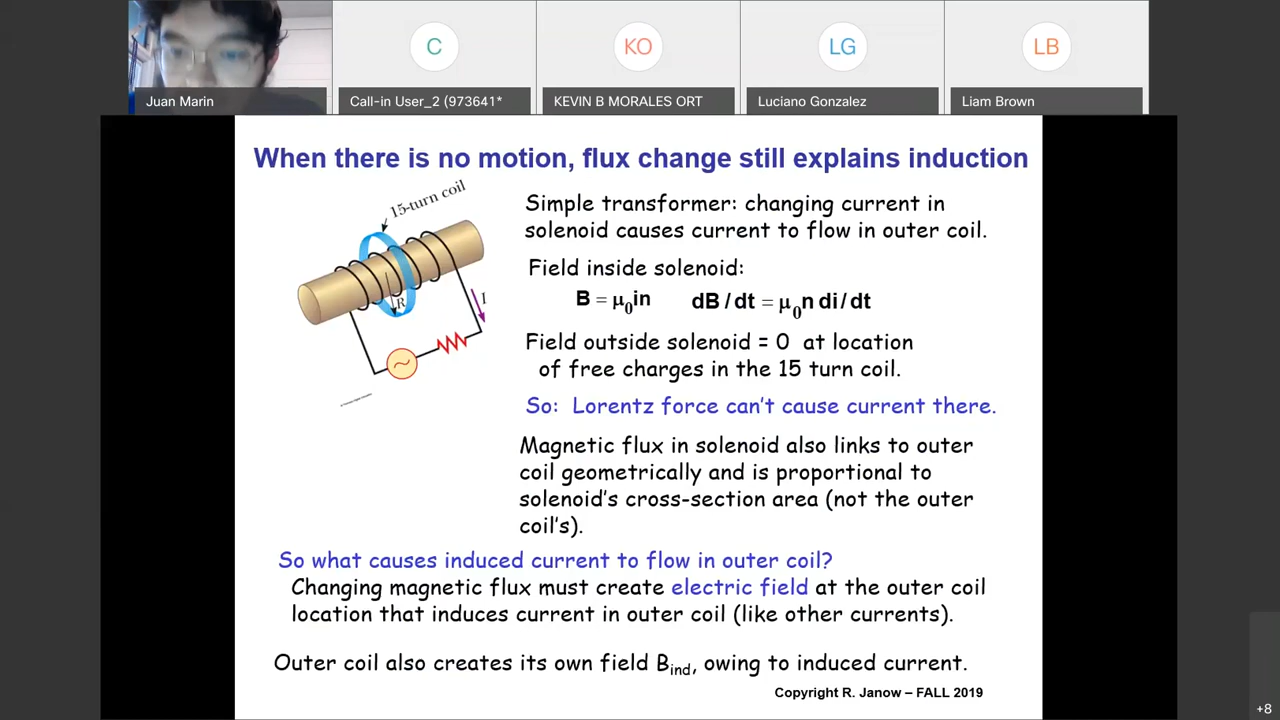 C
KO
LG
LB
Juan Marin
Call-in User_2 (973641*
KEVIN B MORALES ORT
Luciano Gonzalez
Liam Brown
When there is no motion, flux change still explains induction
15-turn coil
R
I
Simple transformer: changing current in
solenoid causes current to flow in outer coil.
Field inside solenoid:
B = μ₀in dB / dt = μ₀n di / dt
Field outside solenoid = 0 at location
of free charges in the 15 turn coil.
So: Lorentz force can't cause current there.
Magnetic flux in solenoid also links to outer
coil geometrically and is proportional to
solenoid's cross-section area (not the outer
coil's).
So what causes induced current to flow in outer coil?
Changing magnetic flux must create electric field at the outer coil
location that induces current in outer coil (like other currents).
Outer coil also creates its own field Bind, owing to induced current.
Copyright R. Janow – FALL 2019
+8